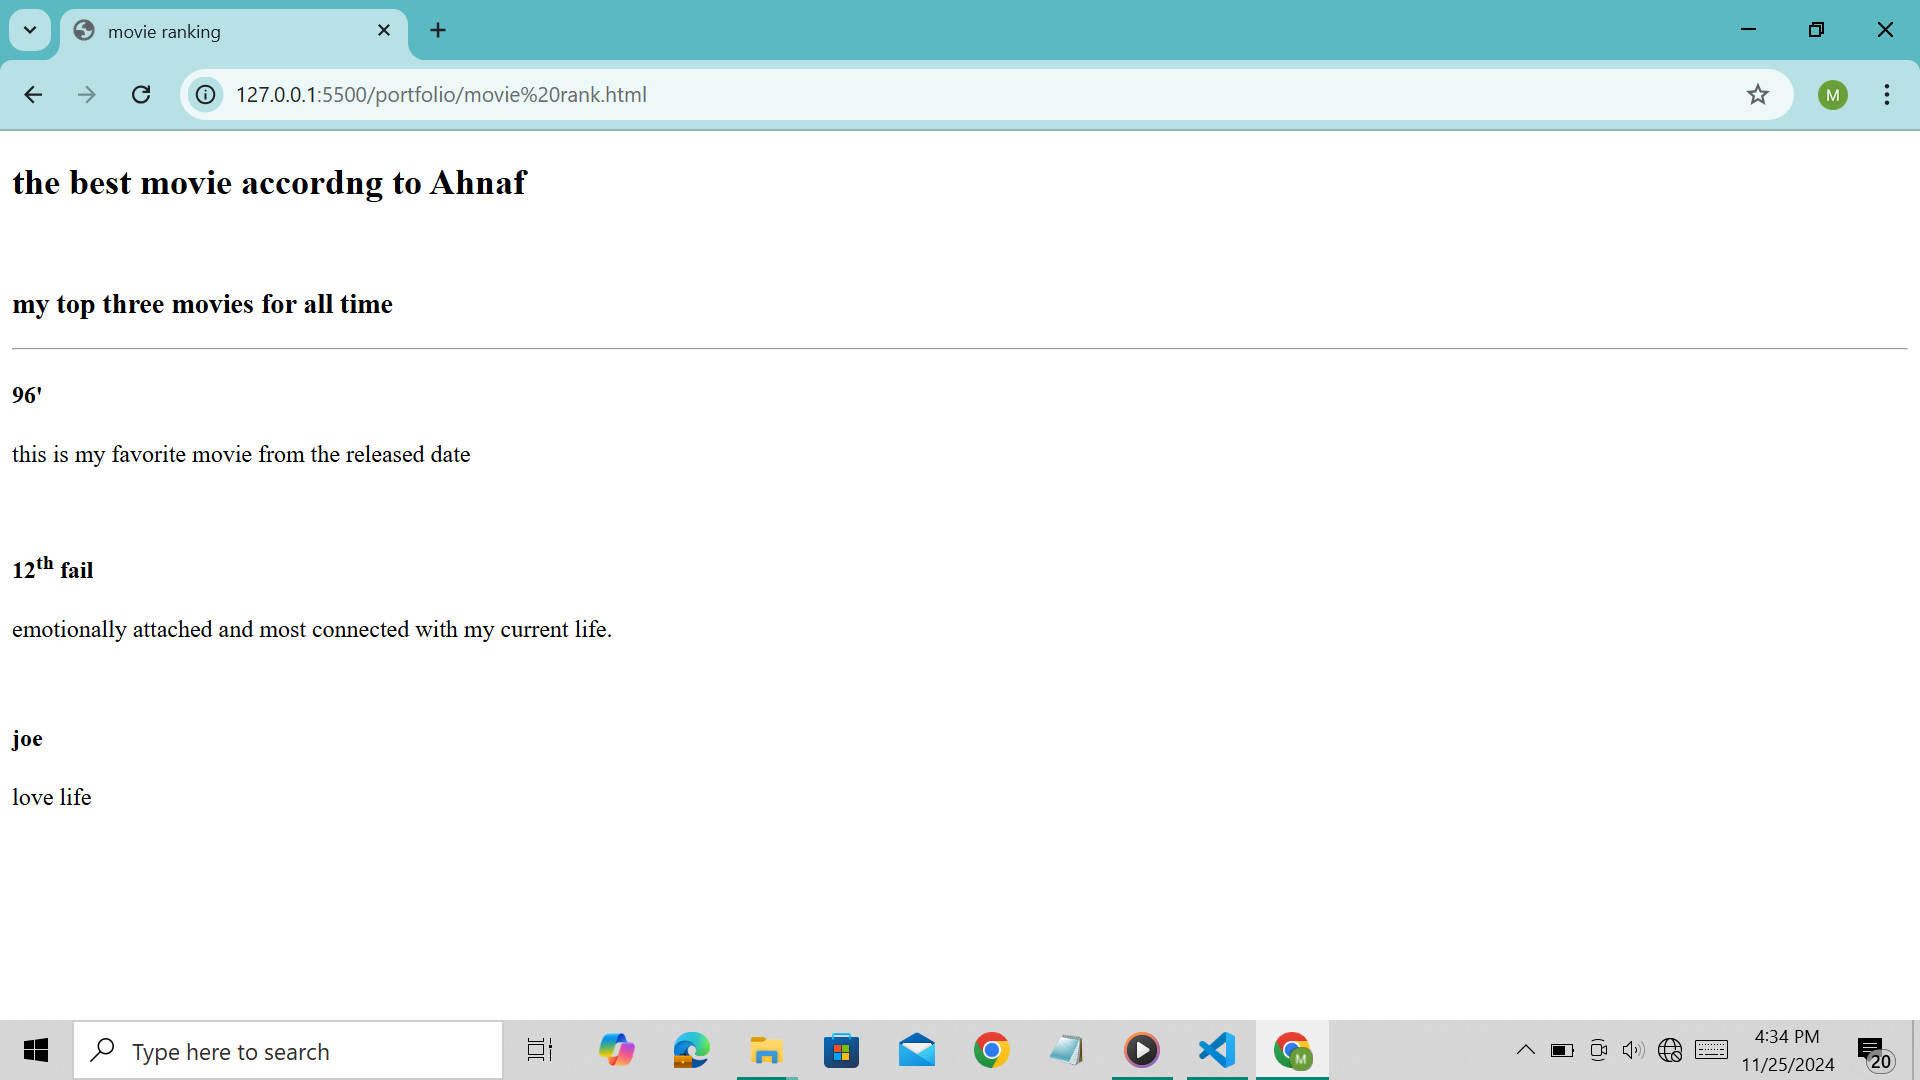 movie ranking
127.0.0.1:5500/portfolio/movie%20rank.html
M
the best movie accordng to Ahnaf
my top three movies for all time
96'
this is my favorite movie from the released date
12th fail
emotionally attached and most connected with my current life.
joe
love life
Type here to search
M
4:34 PM
11/25/2024
20